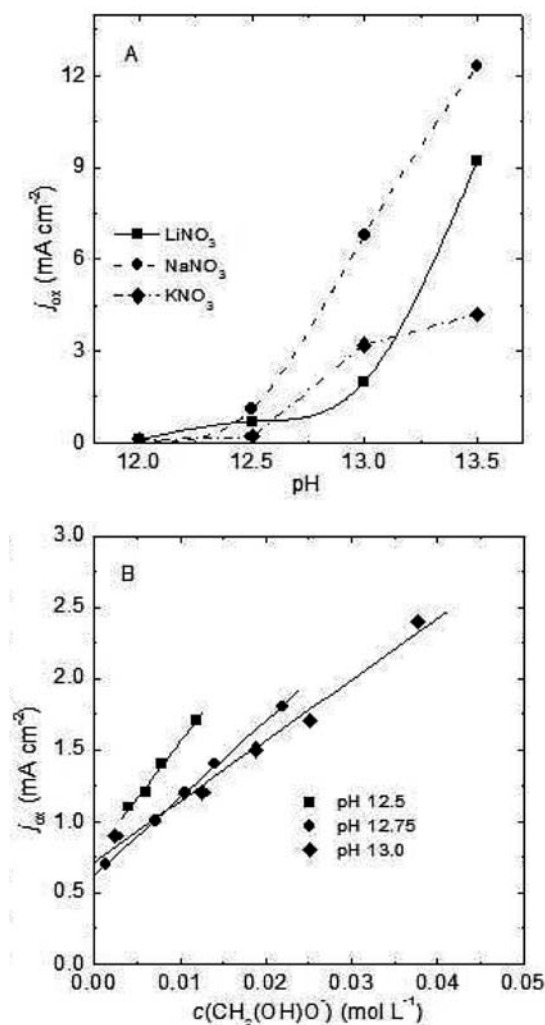 A
12
9
6
3
0
j_ox (mA cm⁻²)
LiNO₃
NaNO₃
KNO₃
12.0 12.5 13.0 13.5
pH
B
3.0
2.5
2.0
1.5
1.0
0.5
0.0
j_ox (mA cm⁻²)
pH 12.5
pH 12.75
pH 13.0
0.00 0.01 0.02 0.03 0.04 0.05
c(CH₂(OH)O⁻) (mol L⁻¹)